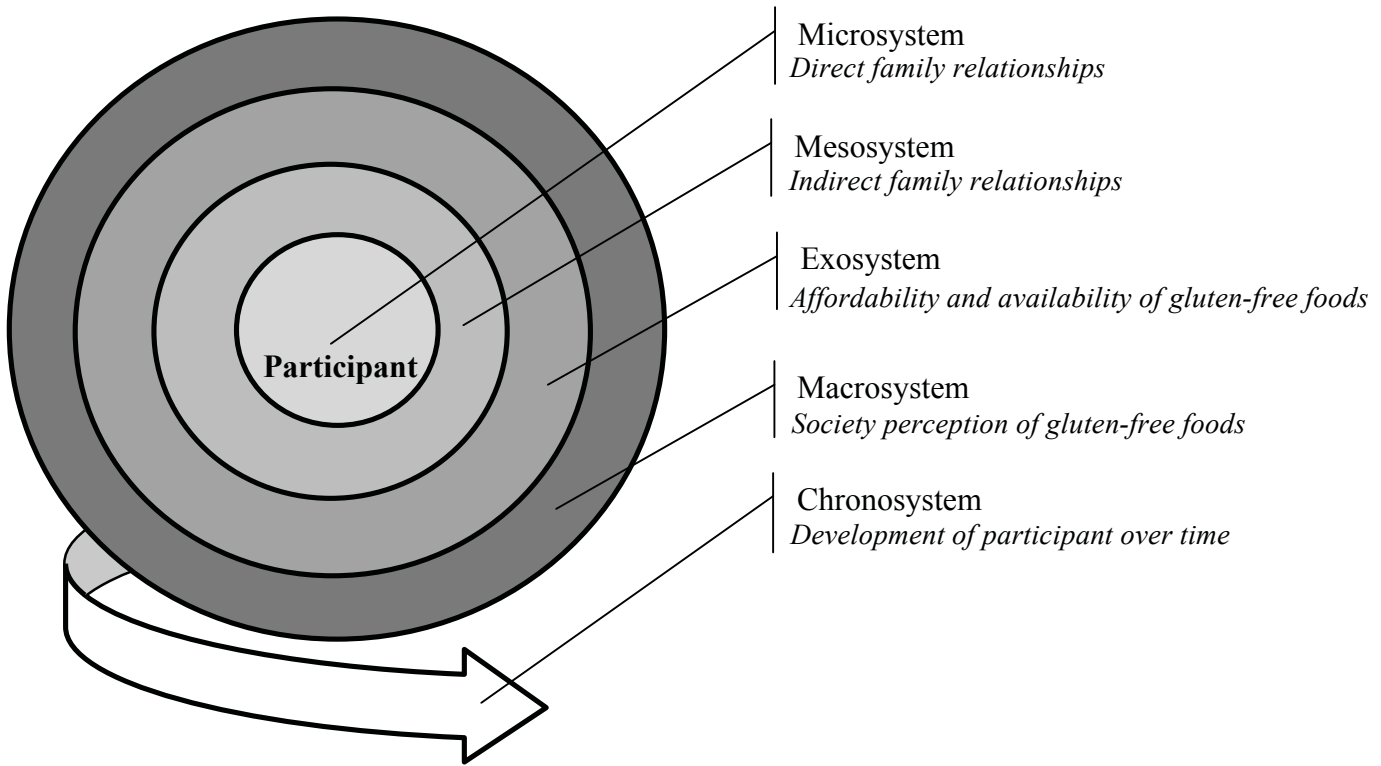 Microsystem
Direct family relationships
Mesosystem
Indirect family relationships
Exosystem
Affordability and availability of gluten-free foods
Participant
Macrosystem
Society perception of gluten-free foods
Chronosystem
Development of participant over time